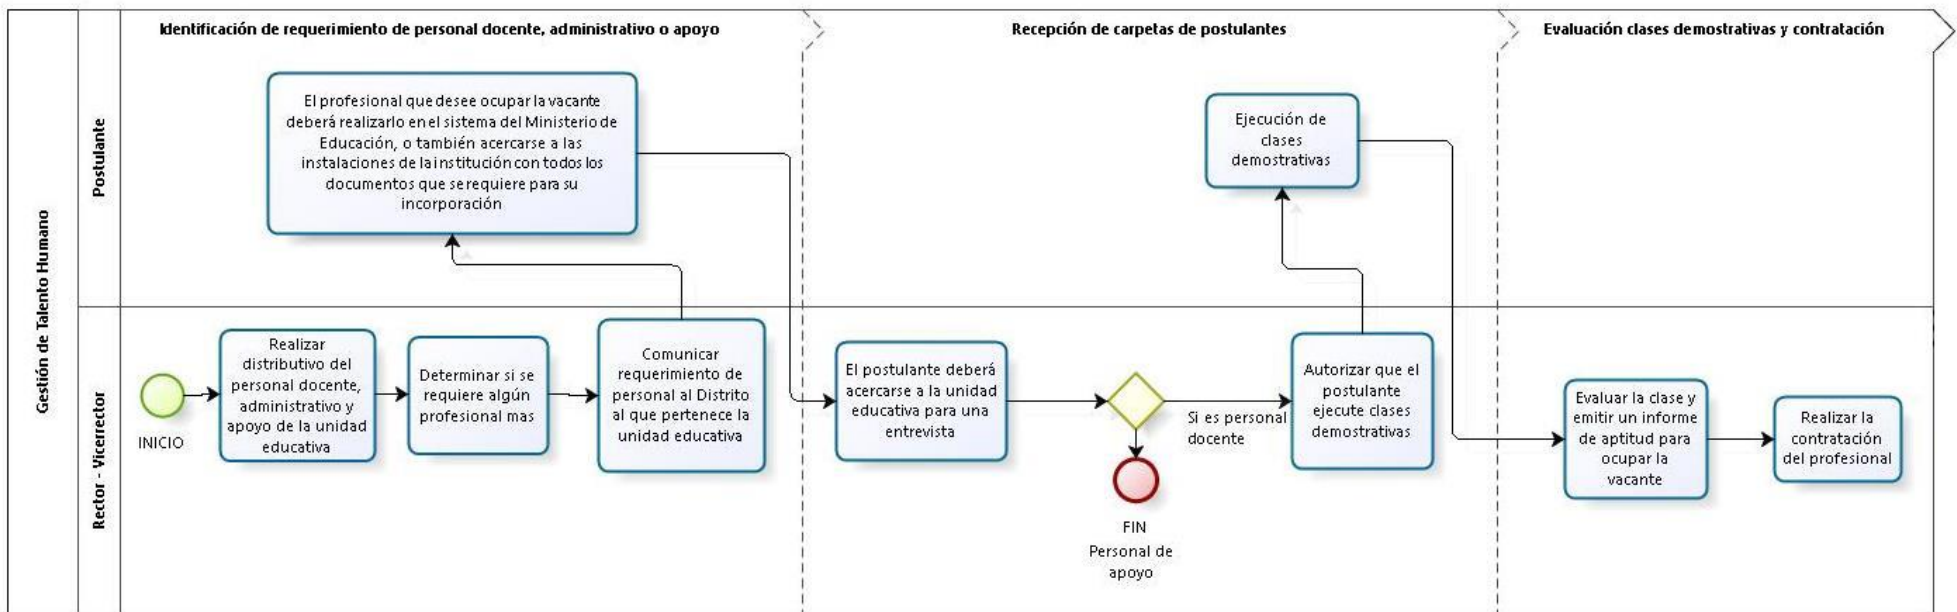 Identificación de requerimiento de personal docente, administrativo o apoyo
Recepción de carpetas de postulantes
Evaluación clases demostrativas y contratación
Gestión de Talento Humano
Postulante
El profesional que desee ocupar la vacante
deberá realizarlo en el sistema del Ministerio de
Educación, o también acercarse a las
instalaciones de la institución con todos los
documentos que se requiere para su
incorporación
Ejecución de
clases
demostrativas
Rector - Vicerrector
INICIO
Realizar
distributivo del
personal docente,
administrativo y
apoyo de la unidad
educativa
Determinar si se
requiere algún
profesional mas
Comunicar
requerimiento de
personal al Distrito
al que pertenece la
unidad educativa
El postulante deberá
acercarse a la unidad
educativa para una
entrevista
Si es personal
docente
FIN
Personal de
apoyo
Autorizar que el
postulante
ejecute clases
demostrativas
Evaluar la clase y
emitir un informe
de aptitud para
ocupar la
vacante
Realizar la
contratación
del profesional